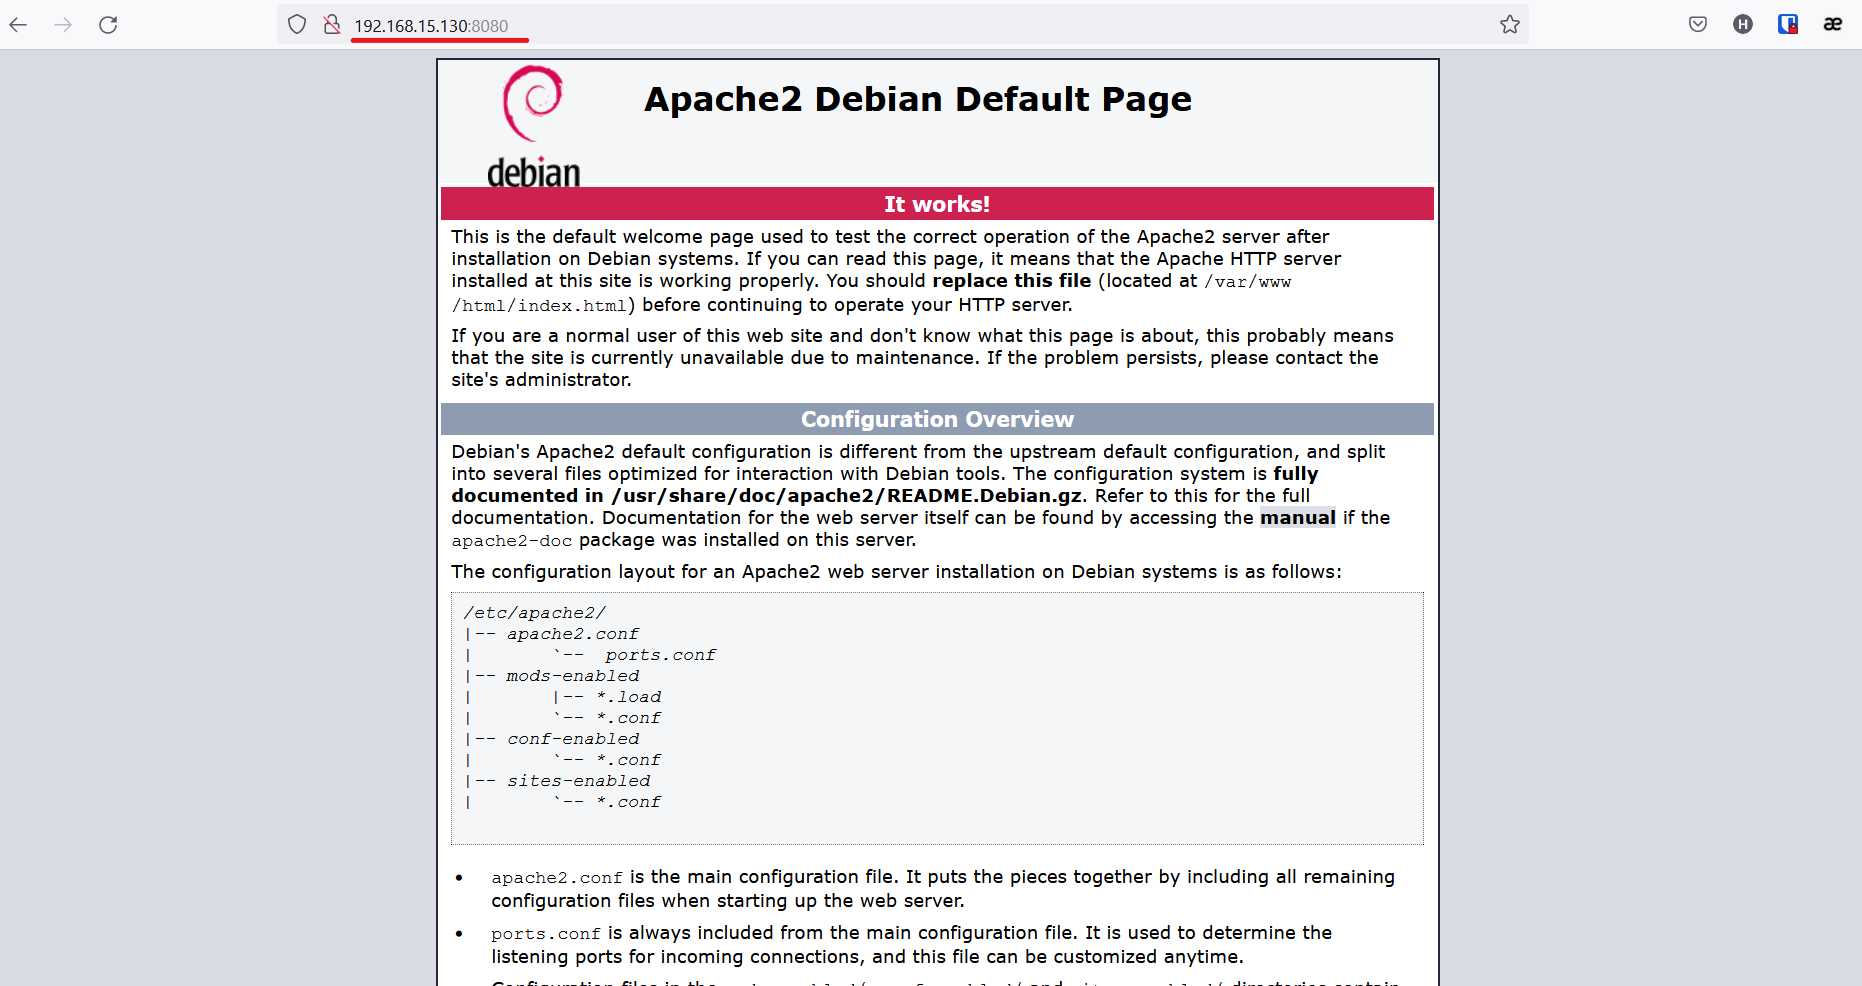 192.168.15.130:8080
H
æ
debian
Apache2 Debian Default Page
It works!
This is the default welcome page used to test the correct operation of the Apache2 server after
installation on Debian systems. If you can read this page, it means that the Apache HTTP server
installed at this site is working properly. You should replace this file (located at /var/www
/html/index.html) before continuing to operate your HTTP server.
If you are a normal user of this web site and don't know what this page is about, this probably means
that the site is currently unavailable due to maintenance. If the problem persists, please contact the
site's administrator.
Configuration Overview
Debian's Apache2 default configuration is different from the upstream default configuration, and split
into several files optimized for interaction with Debian tools. The configuration system is fully
documented in /usr/share/doc/apache2/README.Debian.gz. Refer to this for the full
documentation. Documentation for the web server itself can be found by accessing the manual if the
apache2-doc package was installed on this server.
The configuration layout for an Apache2 web server installation on Debian systems is as follows:
/etc/apache2/
|-- apache2.conf
|       `--  ports.conf
|-- mods-enabled
|       |-- *.load
|       `-- *.conf
|-- conf-enabled
|       `-- *.conf
|-- sites-enabled
|       `-- *.conf
• apache2.conf is the main configuration file. It puts the pieces together by including all remaining
configuration files when starting up the web server.
• ports.conf is always included from the main configuration file. It is used to determine the
listening ports for incoming connections, and this file can be customized anytime.
Configuration files in the